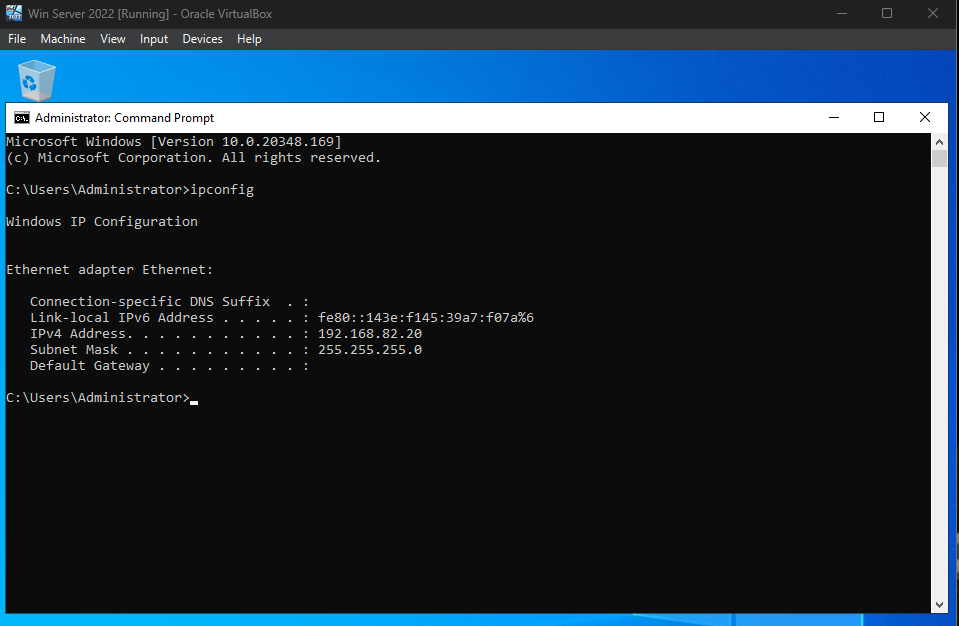 Win Server 2022 [Running] - Oracle VirtualBox
File Machine View Input Devices Help
Administrator: Command Prompt
Microsoft Windows [Version 10.0.20348.169]
(c) Microsoft Corporation. All rights reserved.
C:\Users\Administrator>ipconfig
Windows IP Configuration
Ethernet adapter Ethernet:
Connection-specific DNS Suffix  . :
Link-local IPv6 Address . . . . . : fe80::143e:f145:39a7:f07a%6
IPv4 Address. . . . . . . . . . . : 192.168.82.20
Subnet Mask . . . . . . . . . . . : 255.255.255.0
Default Gateway . . . . . . . . . :
C:\Users\Administrator>